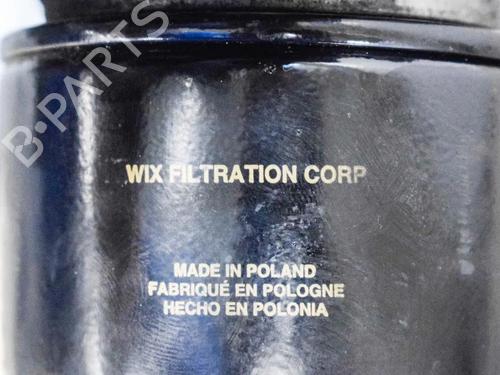 B-PARTS
WIX FILTRATION CORP
MADE IN POLAND
FABRIQUÉ EN POLOGNE
HECHO EN POLONIA